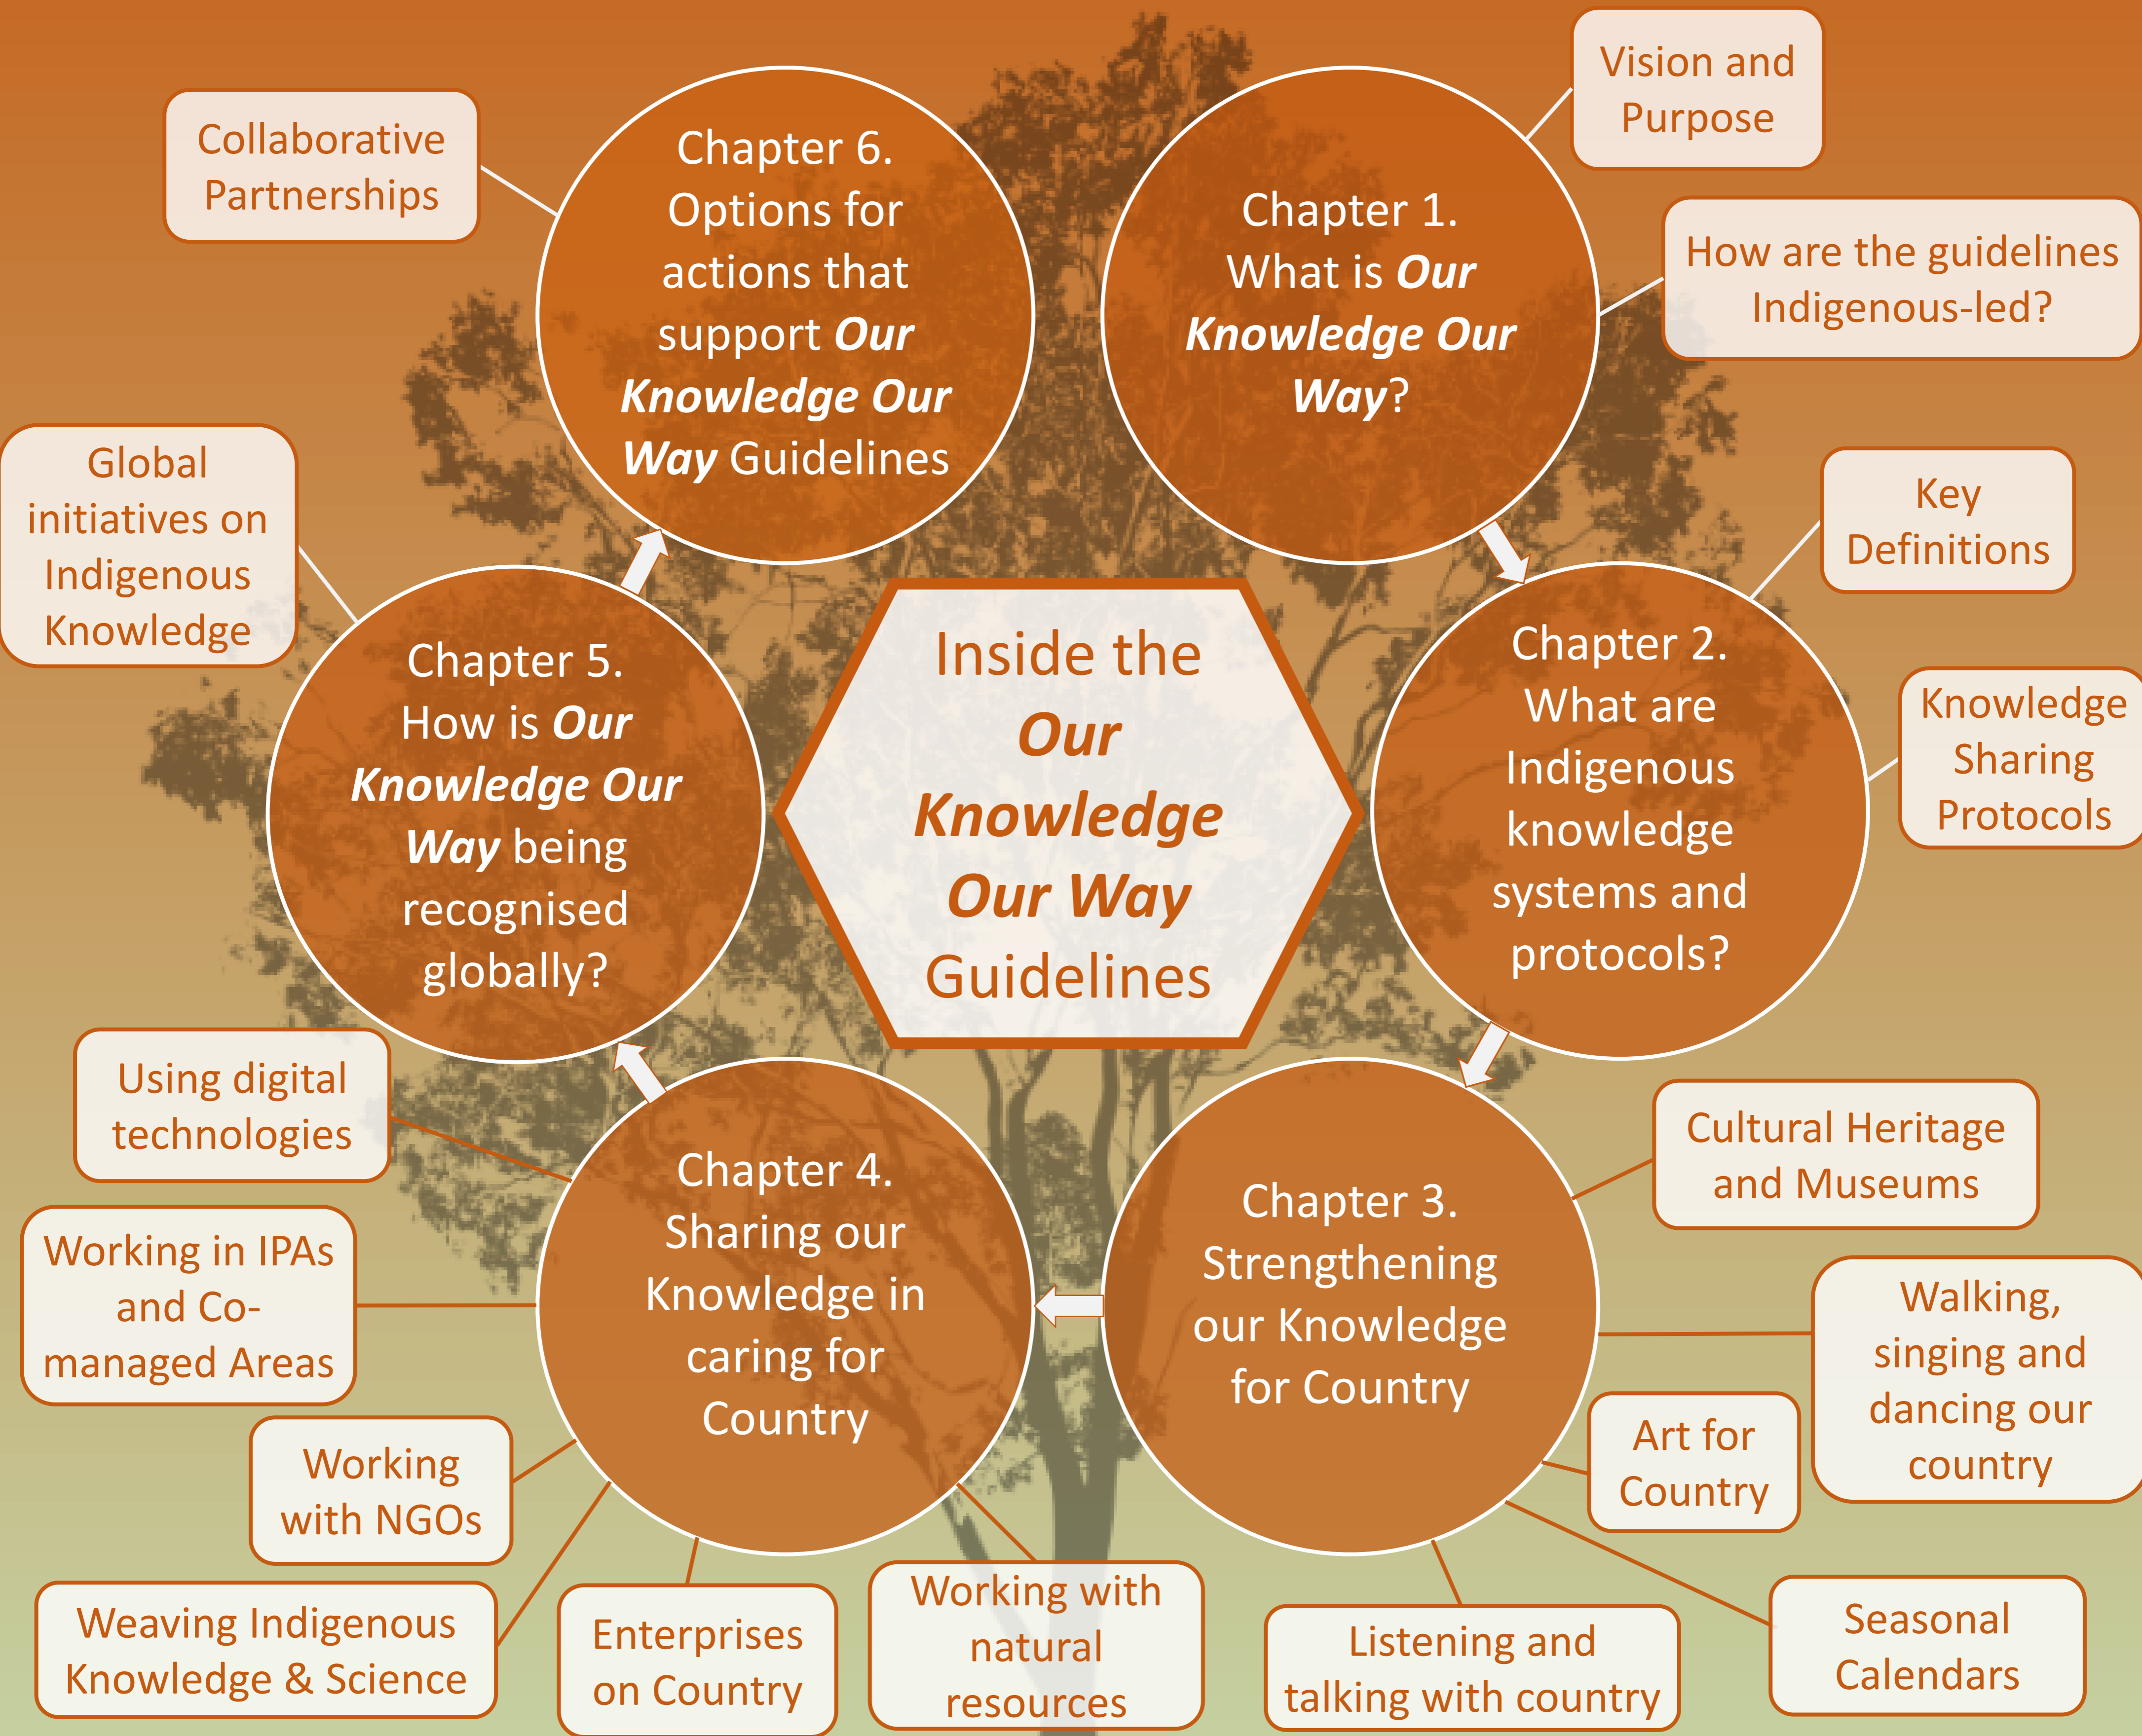 Inside the
Our
Knowledge
Our Way
Guidelines
Chapter 1.
What is Our
Knowledge Our
Way?
Vision and
Purpose
How are the guidelines
Indigenous-led?
Chapter 2.
What are
Indigenous
knowledge
systems and
protocols?
Key
Definitions
Knowledge
Sharing
Protocols
Chapter 3.
Strengthening
our Knowledge
for Country
Cultural Heritage
and Museums
Walking,
singing and
dancing our
country
Art for
Country
Seasonal
Calendars
Listening and
talking with country
Chapter 4.
Sharing our
Knowledge in
caring for
Country
Working with
natural
resources
Enterprises
on Country
Weaving Indigenous
Knowledge & Science
Working
with NGOs
Working in IPAs
and Co-
managed Areas
Using digital
technologies
Chapter 5.
How is Our
Knowledge Our
Way being
recognised
globally?
Global
initiatives on
Indigenous
Knowledge
Chapter 6.
Options for
actions that
support Our
Knowledge Our
Way Guidelines
Collaborative
Partnerships